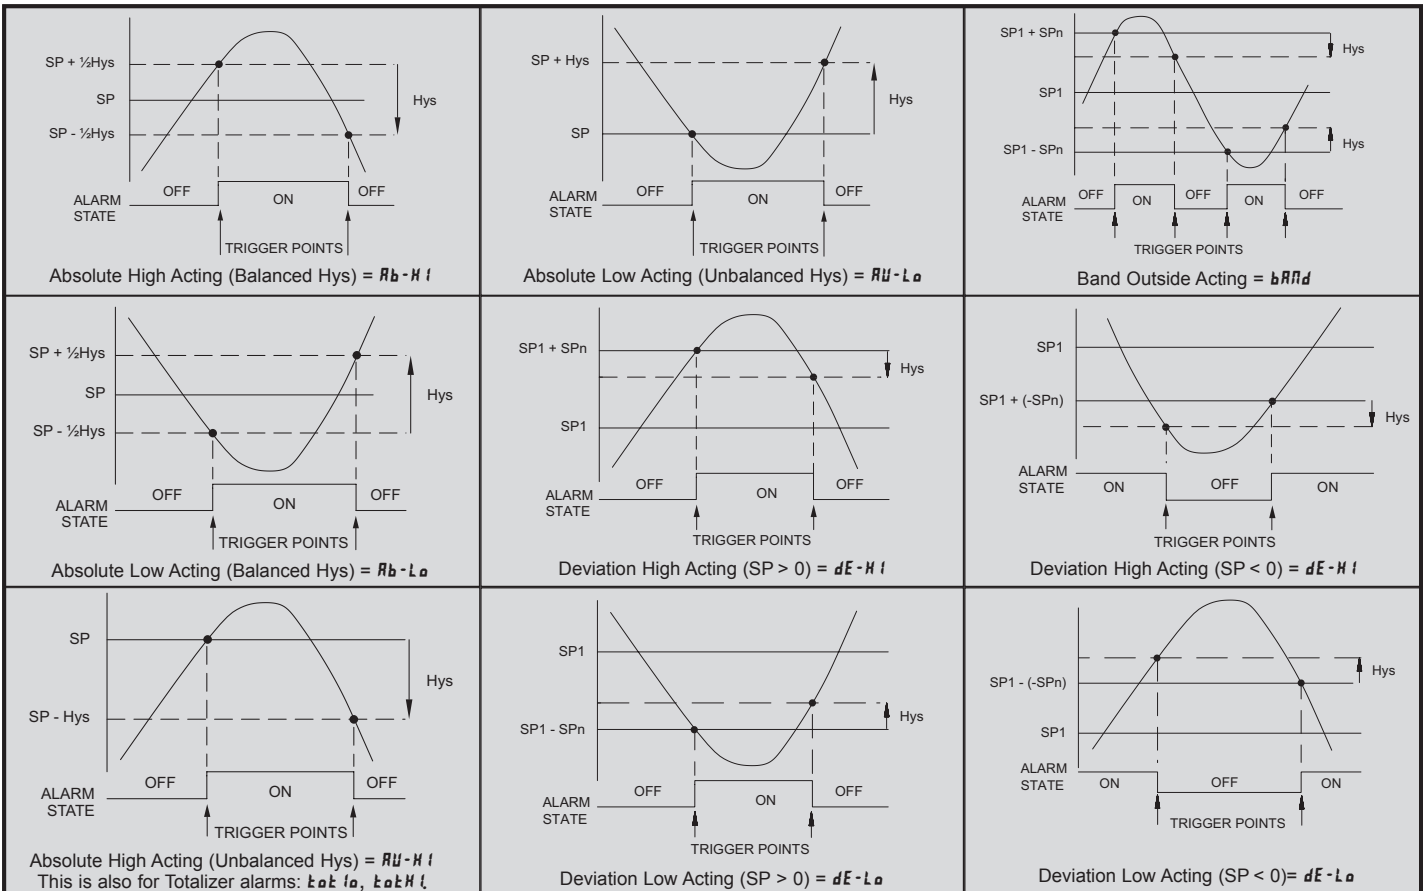 SP + ½Hys
SP
SP - ½Hys
Hys
ALARM
STATE
OFF
ON
OFF
TRIGGER POINTS
Absolute High Acting (Balanced Hys) = Ab-HI
SP + Hys
SP
Hys
ALARM
STATE
OFF
ON
OFF
TRIGGER POINTS
Absolute Low Acting (Unbalanced Hys) = AU-Lo
SP1 + SPn
Hys
SP1
SP1 - SPn
Hys
ALARM
STATE
OFF
ON
OFF
ON
OFF
TRIGGER POINTS
Band Outside Acting = bANd
SP + ½Hys
SP
SP - ½Hys
Hys
ALARM
STATE
OFF
ON
OFF
TRIGGER POINTS
Absolute Low Acting (Balanced Hys) = Ab-Lo
SP1 + SPn
Hys
SP1
ALARM
STATE
OFF
ON
OFF
TRIGGER POINTS
Deviation High Acting (SP > 0) = dE-HI
SP1
SP1 + (-SPn)
Hys
ALARM
STATE
ON
OFF
ON
TRIGGER POINTS
Deviation High Acting (SP < 0) = dE-HI
SP
Hys
SP - Hys
ALARM
STATE
OFF
ON
OFF
TRIGGER POINTS
Absolute High Acting (Unbalanced Hys) = AU-HI
This is also for Totalizer alarms: totlo, totHI.
SP1
Hys
SP1 - SPn
ALARM
STATE
OFF
ON
OFF
TRIGGER POINTS
Deviation Low Acting (SP > 0) = dE-Lo
Hys
SP1 - (-SPn)
SP1
ALARM
STATE
ON
OFF
ON
TRIGGER POINTS
Deviation Low Acting (SP < 0)= dE-Lo